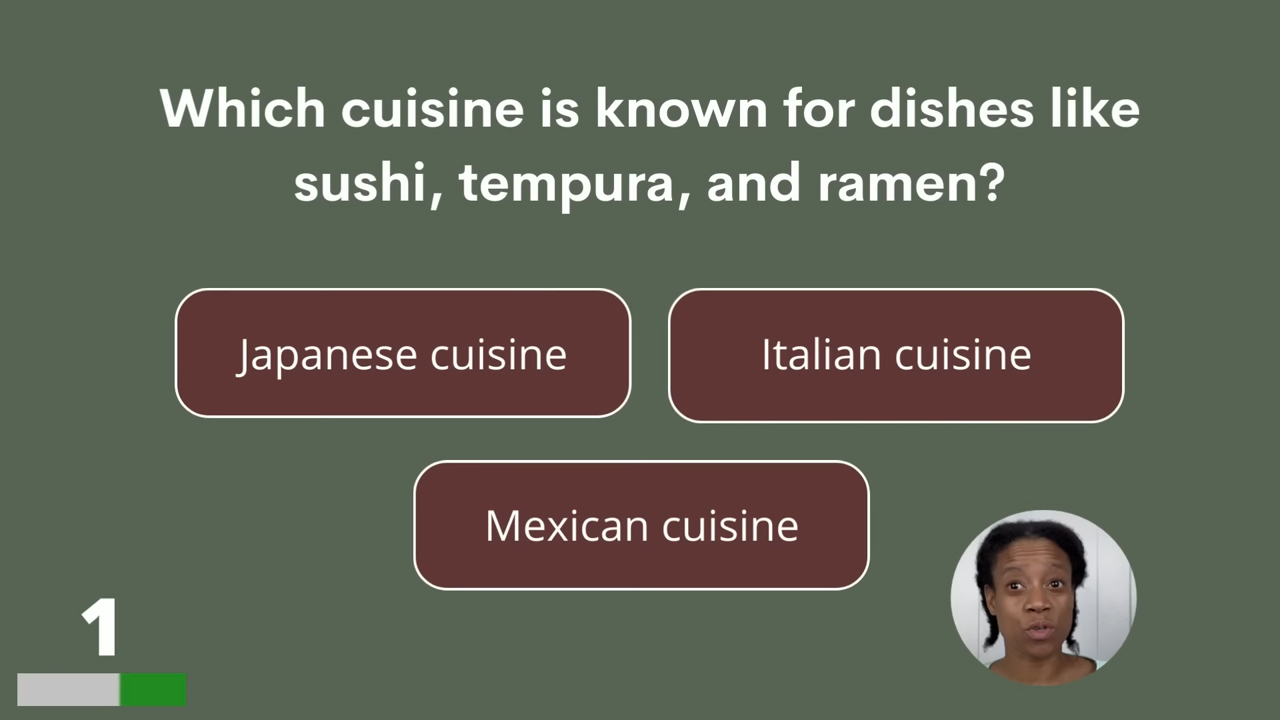 Which cuisine is known for dishes like
sushi, tempura, and ramen?
Japanese cuisine
Italian cuisine
Mexican cuisine
1